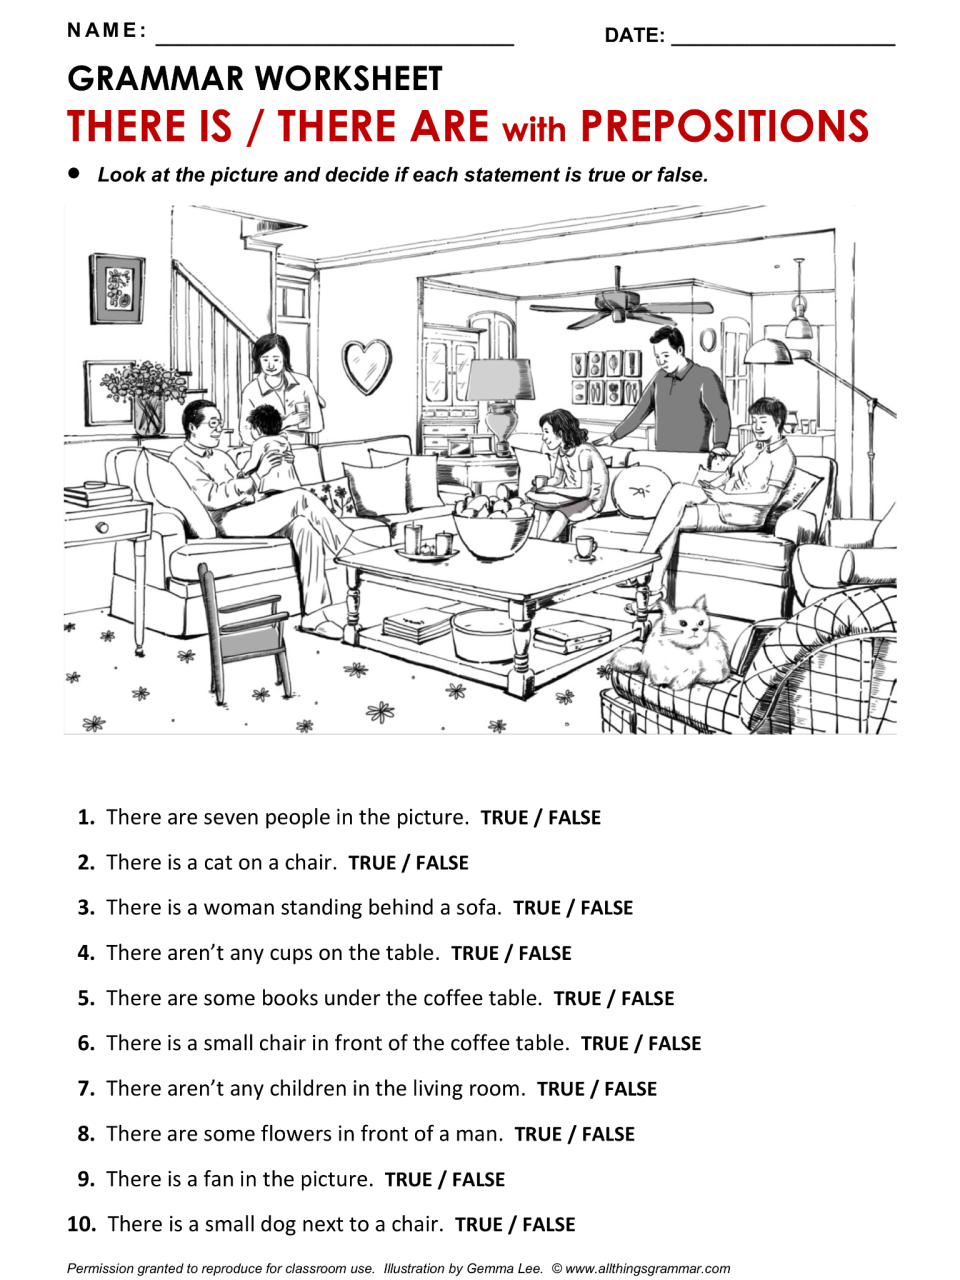 NAME: ________________________________ DATE: ____________________
GRAMMAR WORKSHEET
THERE IS / THERE ARE with PREPOSITIONS
● Look at the picture and decide if each statement is true or false.
1. There are seven people in the picture. TRUE / FALSE
2. There is a cat on a chair. TRUE / FALSE
3. There is a woman standing behind a sofa. TRUE / FALSE
4. There aren’t any cups on the table. TRUE / FALSE
5. There are some books under the coffee table. TRUE / FALSE
6. There is a small chair in front of the coffee table. TRUE / FALSE
7. There aren’t any children in the living room. TRUE / FALSE
8. There are some flowers in front of a man. TRUE / FALSE
9. There is a fan in the picture. TRUE / FALSE
10. There is a small dog next to a chair. TRUE / FALSE
Permission granted to reproduce for classroom use. Illustration by Gemma Lee. © www.allthingsgrammar.com